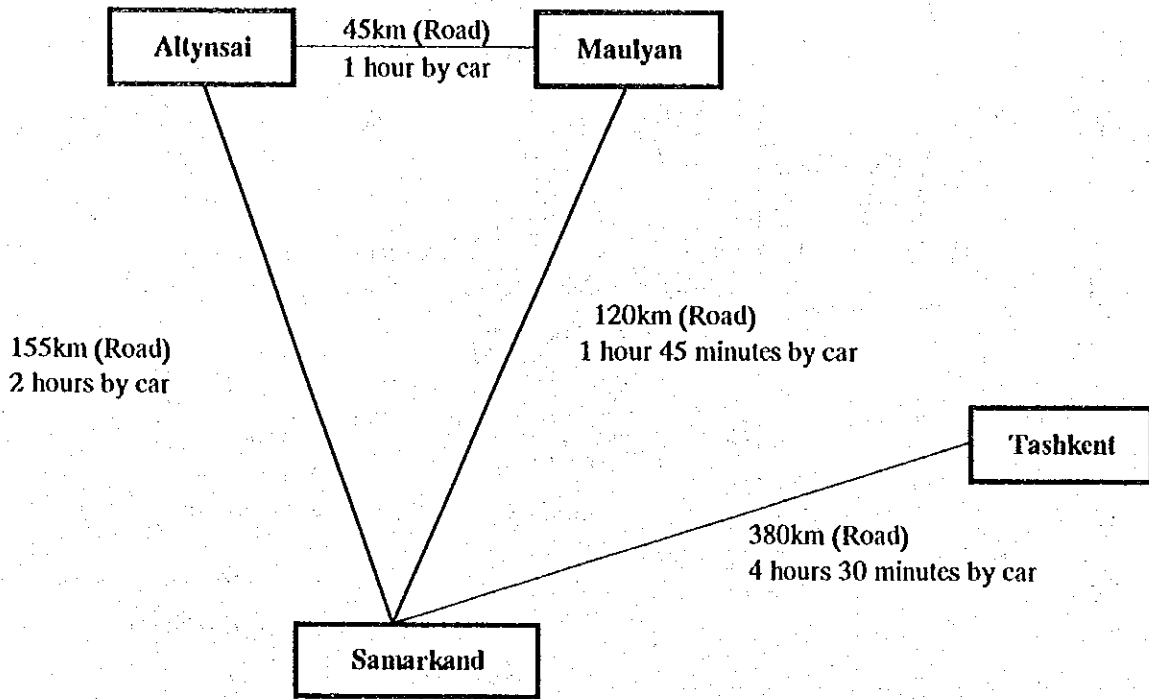 Altynsai
45km (Road)
1 hour by car
Maulyan
155km (Road)
2 hours by car
120km (Road)
1 hour 45 minutes by car
Tashkent
380km (Road)
4 hours 30 minutes by car
Samarkand